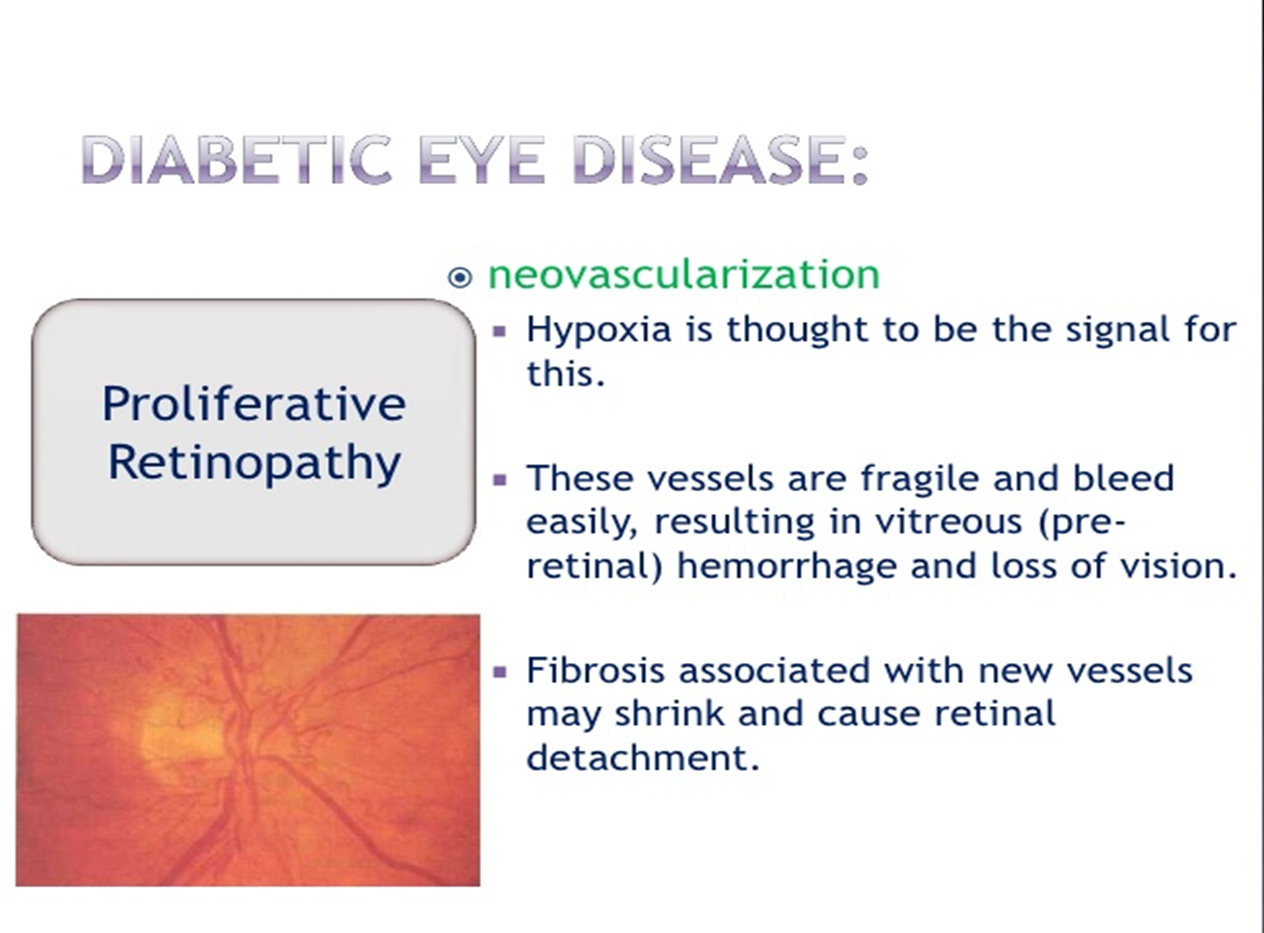 DIABETIC EYE DISEASE:
Proliferative
Retinopathy
neovascularization
Hypoxia is thought to be the signal for
this.
These vessels are fragile and bleed
easily, resulting in vitreous (pre-
retinal) hemorrhage and loss of vision.
Fibrosis associated with new vessels
may shrink and cause retinal
detachment.